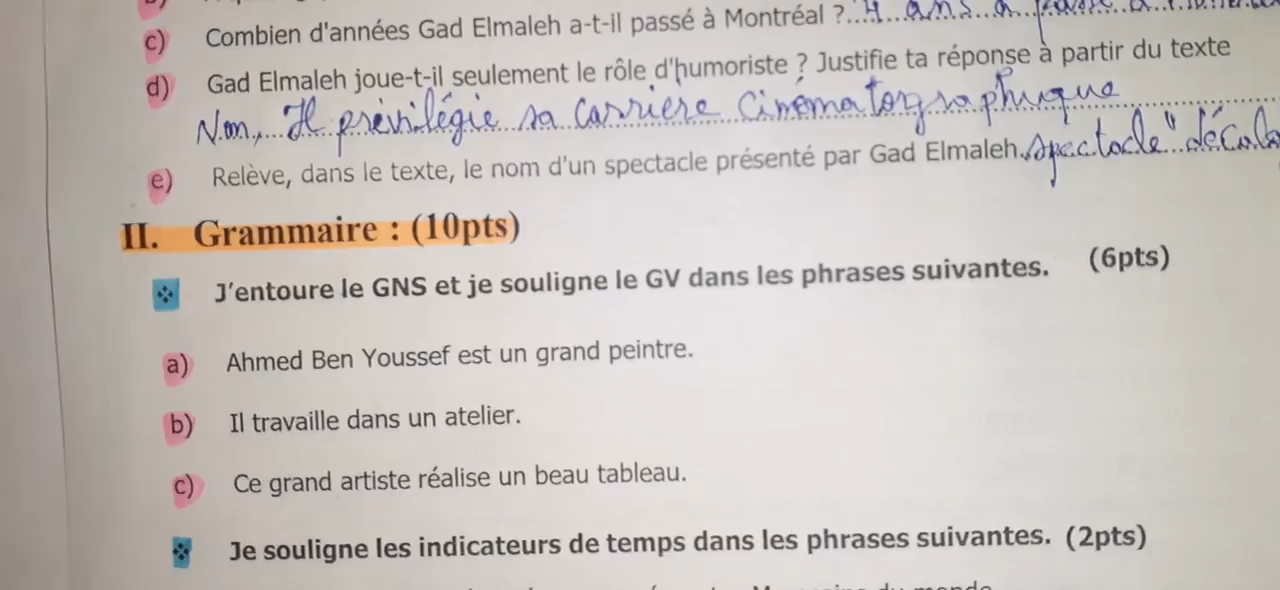 c) Combien d'années Gad Elmaleh a-t-il passé à Montréal ?..4..ans..a..passé..à
d) Gad Elmaleh joue-t-il seulement le rôle d'humoriste ? Justifie ta réponse à partir du texte
Non, Il prévilégie sa carrière cinématographique
e) Relève, dans le texte, le nom d'un spectacle présenté par Gad Elmaleh.spectacle" décala
II. Grammaire : (10pts)
J'entoure le GNS et je souligne le GV dans les phrases suivantes. (6pts)
a) Ahmed Ben Youssef est un grand peintre.
b) Il travaille dans un atelier.
c) Ce grand artiste réalise un beau tableau.
Je souligne les indicateurs de temps dans les phrases suivantes. (2pts)